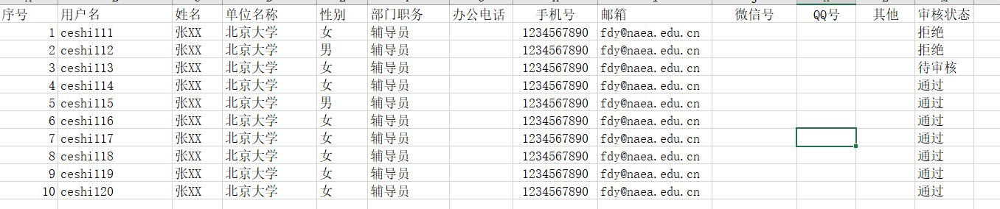 序号 用户名 姓名 单位名称 性别 部门职务 办公电话 手机号 邮箱 微信号 QQ号 其他 审核状态
1 ceshi111 张XX 北京大学 女 辅导员 1234567890 fdy@naea.edu.cn 拒绝
2 ceshi112 张XX 北京大学 男 辅导员 1234567890 fdy@naea.edu.cn 拒绝
3 ceshi113 张XX 北京大学 女 辅导员 1234567890 fdy@naea.edu.cn 待审核
4 ceshi114 张XX 北京大学 女 辅导员 1234567890 fdy@naea.edu.cn 通过
5 ceshi115 张XX 北京大学 男 辅导员 1234567890 fdy@naea.edu.cn 通过
6 ceshi116 张XX 北京大学 女 辅导员 1234567890 fdy@naea.edu.cn 通过
7 ceshi117 张XX 北京大学 女 辅导员 1234567890 fdy@naea.edu.cn 通过
8 ceshi118 张XX 北京大学 女 辅导员 1234567890 fdy@naea.edu.cn 通过
9 ceshi119 张XX 北京大学 女 辅导员 1234567890 fdy@naea.edu.cn 通过
10 ceshi120 张XX 北京大学 女 辅导员 1234567890 fdy@naea.edu.cn 通过